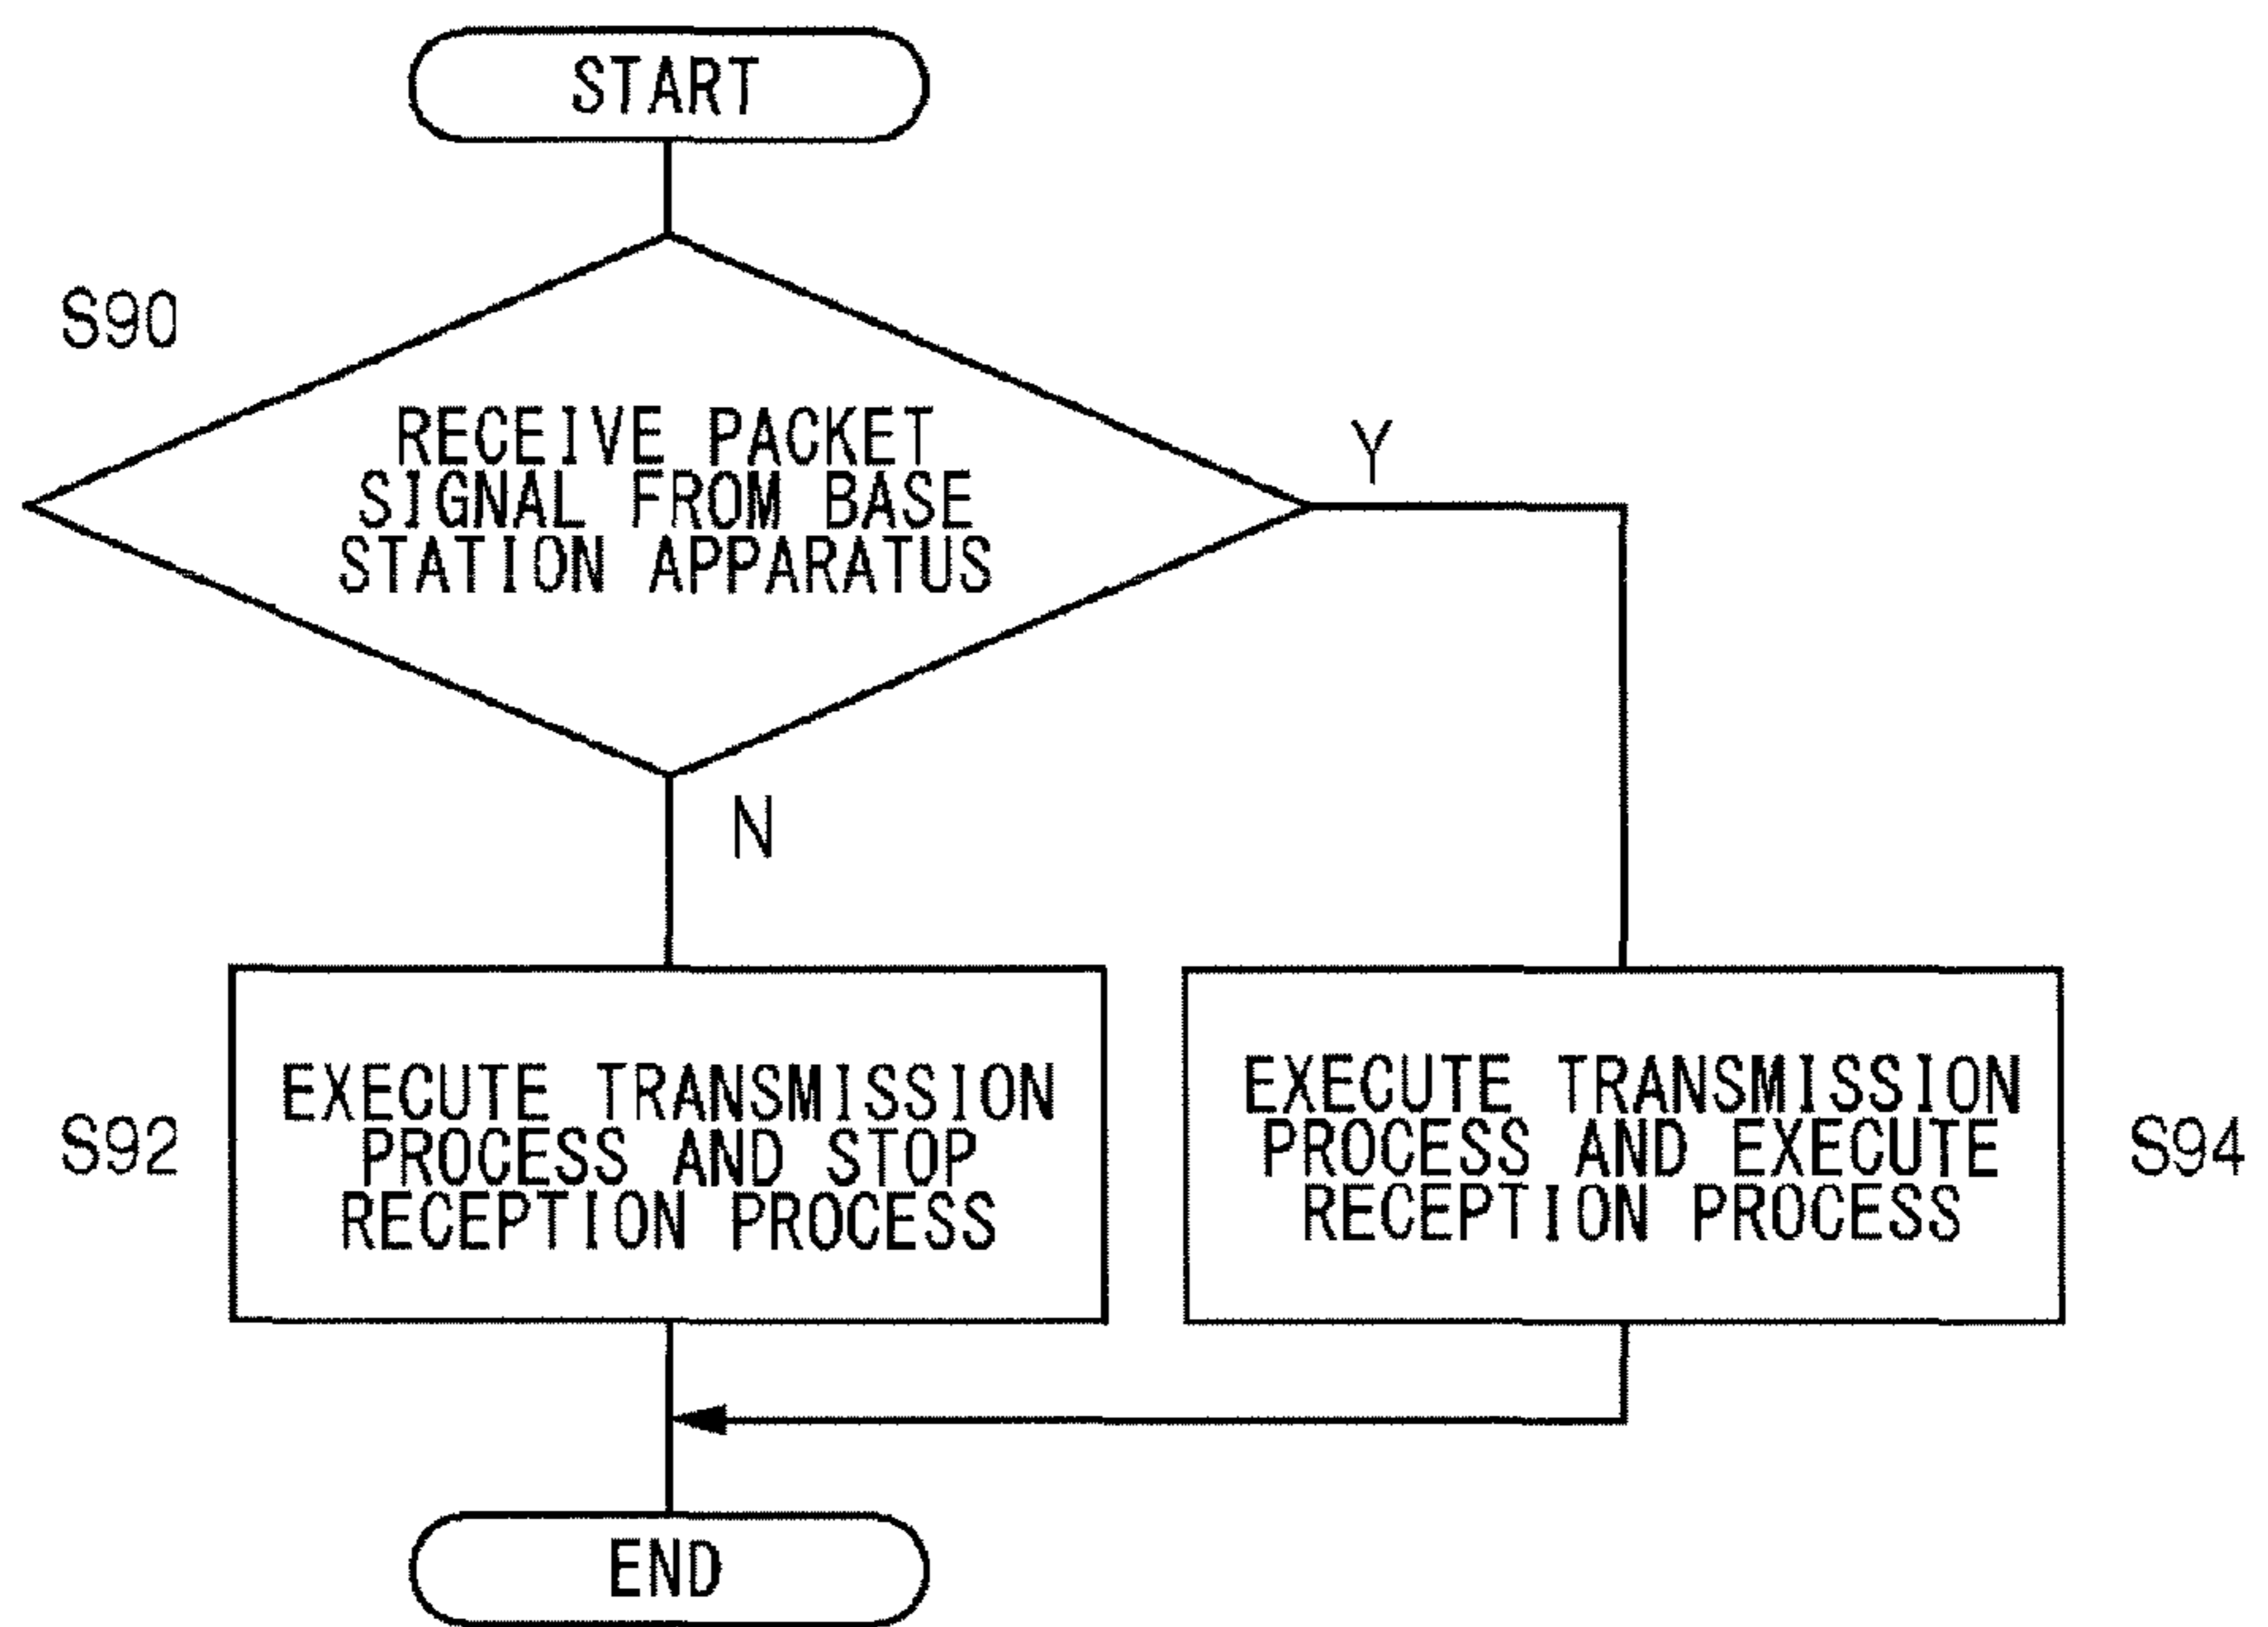 START
S90
RECEIVE PACKET
SIGNAL FROM BASE
STATION APPARATUS
Y
N
S92
EXECUTE TRANSMISSION
PROCESS AND STOP
RECEPTION PROCESS
EXECUTE TRANSMISSION
PROCESS AND EXECUTE
RECEPTION PROCESS
S94
END